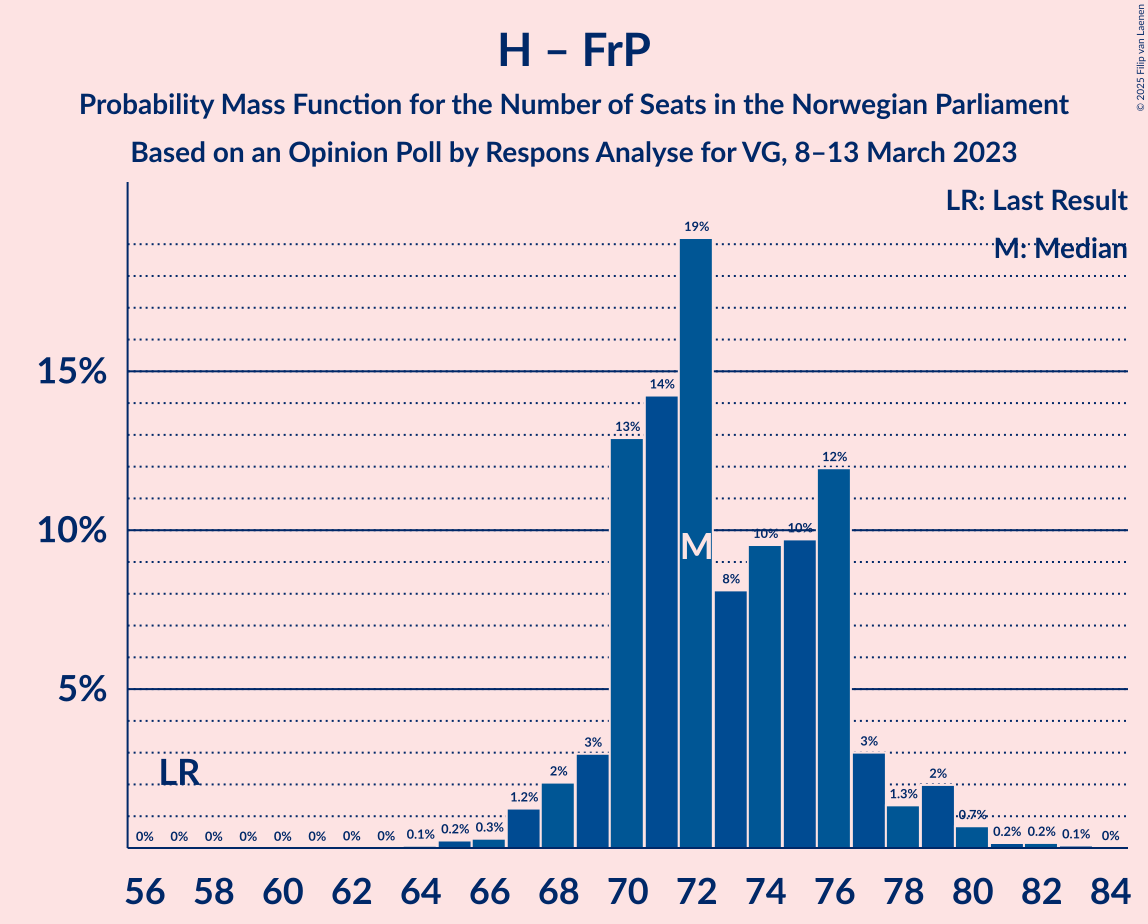 H – FrP
Probability Mass Function for the Number of Seats in the Norwegian Parliament
Based on an Opinion Poll by Respons Analyse for VG, 8–13 March 2023
© 2025 Filip van Laenen
LR: Last Result
M: Median
15%
10%
5%
0% 0% 0% 0% 0% 0% 0% 0% 0.1% 0.2% 0.3% 1.2% 2% 3% 13% 14% 19% 8% 10% 10% 12% 3% 1.3% 2% 0.7% 0.2% 0.2% 0.1% 0%
M
LR
56 58 60 62 64 66 68 70 72 74 76 78 80 82 84